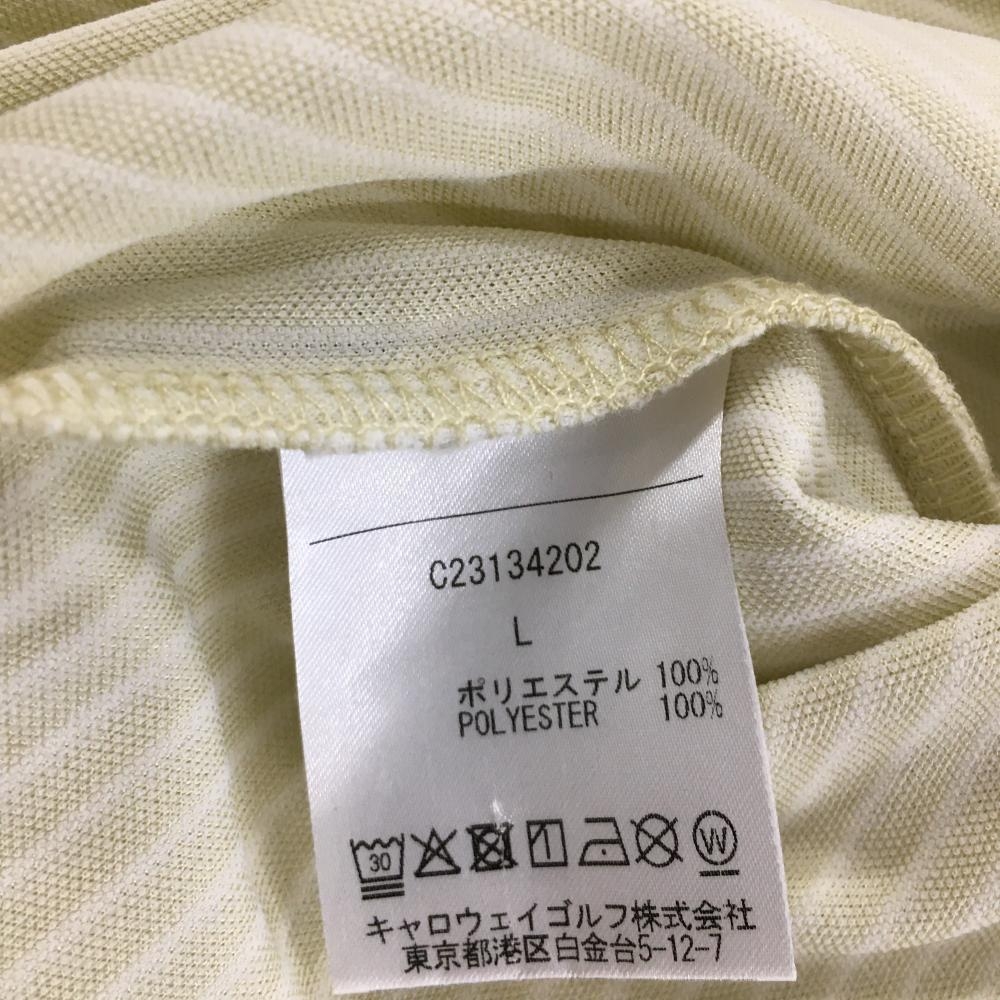 C23134202
L
ポリエステル 100%
POLYESTER 100%
30 W
キャロウェイゴルフ株式会社
東京都港区白金台5-12-7